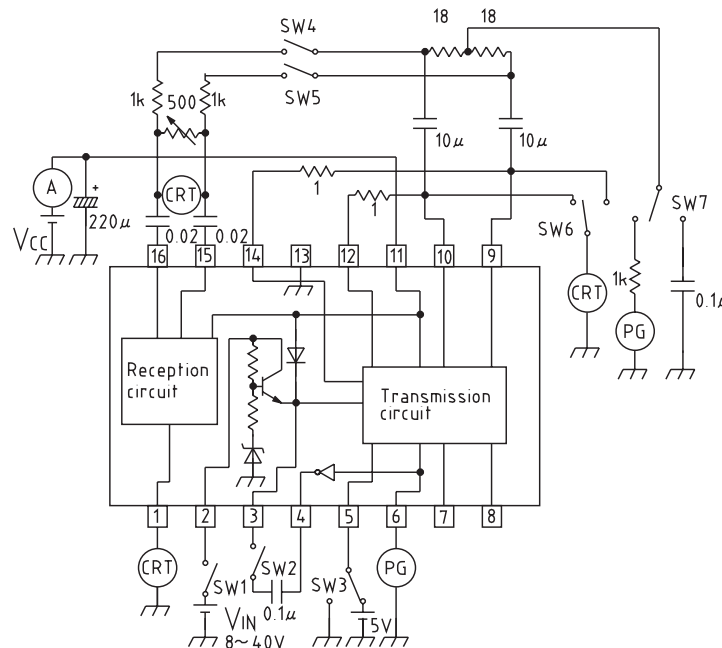 18 18
SW4
1k 500 1k
SW5
10μ 10μ
A
+
220μ
VCC
CRT
1
1
0.02 0.02
SW6
SW7
CRT
1k
PG
0.1μ
16 15 14 13 12 11 10 9
Reception
circuit
Transmission
circuit
1 2 3 4 5 6 7 8
CRT
SW1
VIN
8~40V
SW2
0.1μ
SW3
5V
PG